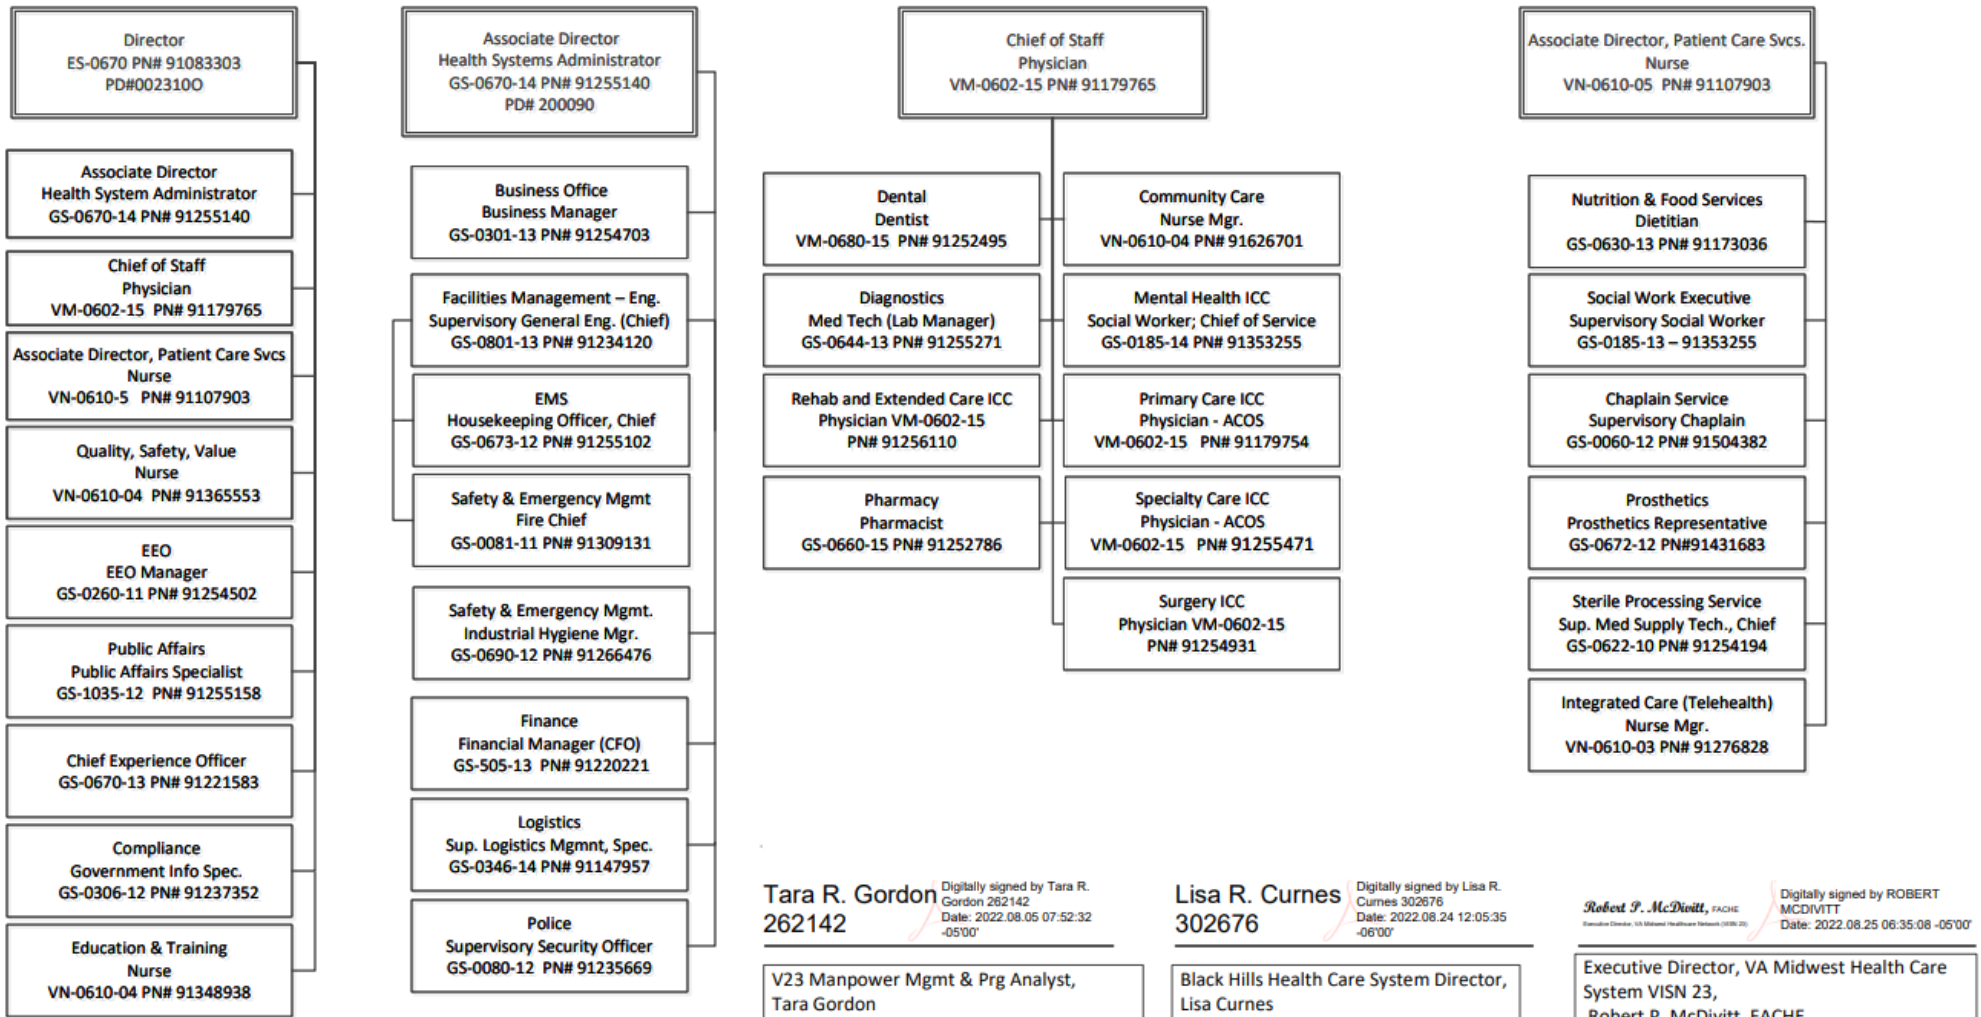 Director
ES-0670 PN# 91083303
PD#002310O
Associate Director
Health System Administrator
GS-0670-14 PN# 91255140
Chief of Staff
Physician
VM-0602-15 PN# 91179765
Associate Director, Patient Care Svcs
Nurse
VN-0610-5 PN# 91107903
Quality, Safety, Value
Nurse
VN-0610-04 PN# 91365553
EEO
EEO Manager
GS-0260-11 PN# 91254502
Public Affairs
Public Affairs Specialist
GS-1035-12 PN# 91255158
Chief Experience Officer
GS-0670-13 PN# 91221583
Compliance
Government Info Spec.
GS-0306-12 PN# 91237352
Education & Training
Nurse
VN-0610-04 PN# 91348938
Associate Director
Health Systems Administrator
GS-0670-14 PN# 91255140
PD# 200090
Business Office
Business Manager
GS-0301-13 PN# 91254703
Facilities Management – Eng.
Supervisory General Eng. (Chief)
GS-0801-13 PN# 91234120
EMS
Housekeeping Officer, Chief
GS-0673-12 PN# 91255102
Safety & Emergency Mgmt
Fire Chief
GS-0081-11 PN# 91309131
Safety & Emergency Mgmt.
Industrial Hygiene Mgr.
GS-0690-12 PN# 91266476
Finance
Financial Manager (CFO)
GS-505-13 PN# 91220221
Logistics
Sup. Logistics Mgmnt, Spec.
GS-0346-14 PN# 91147957
Police
Supervisory Security Officer
GS-0080-12 PN# 91235669
Chief of Staff
Physician
VM-0602-15 PN# 91179765
Dental
Dentist
VM-0680-15 PN# 91252495
Diagnostics
Med Tech (Lab Manager)
GS-0644-13 PN# 91255271
Rehab and Extended Care ICC
Physician VM-0602-15
PN# 91256110
Pharmacy
Pharmacist
GS-0660-15 PN# 91252786
Community Care
Nurse Mgr.
VN-0610-04 PN# 91626701
Mental Health ICC
Social Worker; Chief of Service
GS-0185-14 PN# 91353255
Primary Care ICC
Physician - ACOS
VM-0602-15 PN# 91179754
Specialty Care ICC
Physician - ACOS
VM-0602-15 PN# 91255471
Surgery ICC
Physician VM-0602-15
PN# 91254931
Associate Director, Patient Care Svcs.
Nurse
VN-0610-05 PN# 91107903
Nutrition & Food Services
Dietitian
GS-0630-13 PN# 91173036
Social Work Executive
Supervisory Social Worker
GS-0185-13 – 91353255
Chaplain Service
Supervisory Chaplain
GS-0060-12 PN# 91504382
Prosthetics
Prosthetics Representative
GS-0672-12 PN#91431683
Sterile Processing Service
Sup. Med Supply Tech., Chief
GS-0622-10 PN# 91254194
Integrated Care (Telehealth)
Nurse Mgr.
VN-0610-03 PN# 91276828
Tara R. Gordon
262142
Digitally signed by Tara R.
Gordon 262142
Date: 2022.08.05 07:52:32
-05'00'
V23 Manpower Mgmt & Prg Analyst,
Tara Gordon
Lisa R. Curnes
302676
Digitally signed by Lisa R.
Curnes 302676
Date: 2022.08.24 12:05:35
-06'00'
Black Hills Health Care System Director,
Lisa Curnes
Robert P. McDivitt, FACHE
Executive Director, VA Midwest Healthcare Network (VISN 23)
Digitally signed by ROBERT
MCDIVITT
Date: 2022.08.25 06:35:08 -05'00'
Executive Director, VA Midwest Health Care
System VISN 23,
Robert P. McDivitt, FACHE